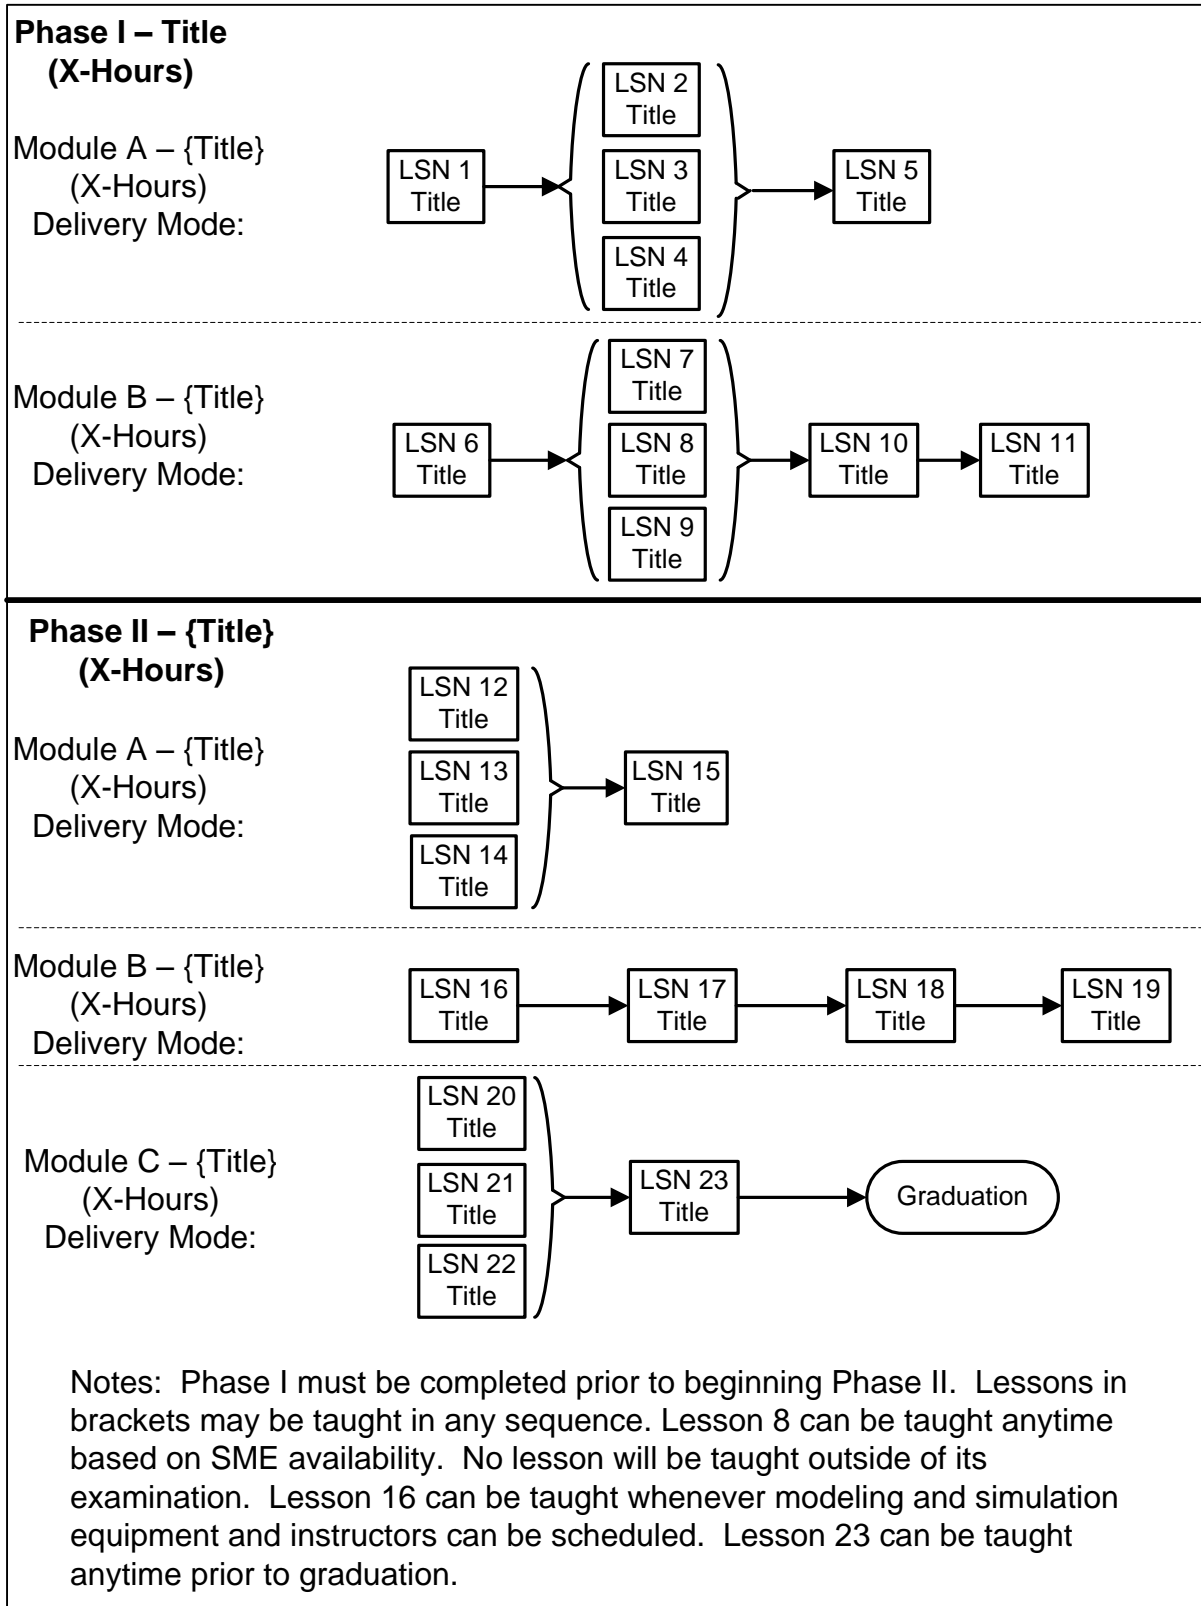 Phase I – Title
(X-Hours)
Module A – {Title}
(X-Hours)
Delivery Mode:
LSN 1
Title
LSN 2
Title
LSN 3
Title
LSN 4
Title
LSN 5
Title
Module B – {Title}
(X-Hours)
Delivery Mode:
LSN 6
Title
LSN 7
Title
LSN 8
Title
LSN 9
Title
LSN 10
Title
LSN 11
Title
Phase II – {Title}
(X-Hours)
Module A – {Title}
(X-Hours)
Delivery Mode:
LSN 12
Title
LSN 13
Title
LSN 14
Title
LSN 15
Title
Module B – {Title}
(X-Hours)
Delivery Mode:
LSN 16
Title
LSN 17
Title
LSN 18
Title
LSN 19
Title
Module C – {Title}
(X-Hours)
Delivery Mode:
LSN 20
Title
LSN 21
Title
LSN 22
Title
LSN 23
Title
Graduation
Notes:  Phase I must be completed prior to beginning Phase II.  Lessons in
brackets may be taught in any sequence. Lesson 8 can be taught anytime
based on SME availability.  No lesson will be taught outside of its
examination.  Lesson 16 can be taught whenever modeling and simulation
equipment and instructors can be scheduled.  Lesson 23 can be taught
anytime prior to graduation.